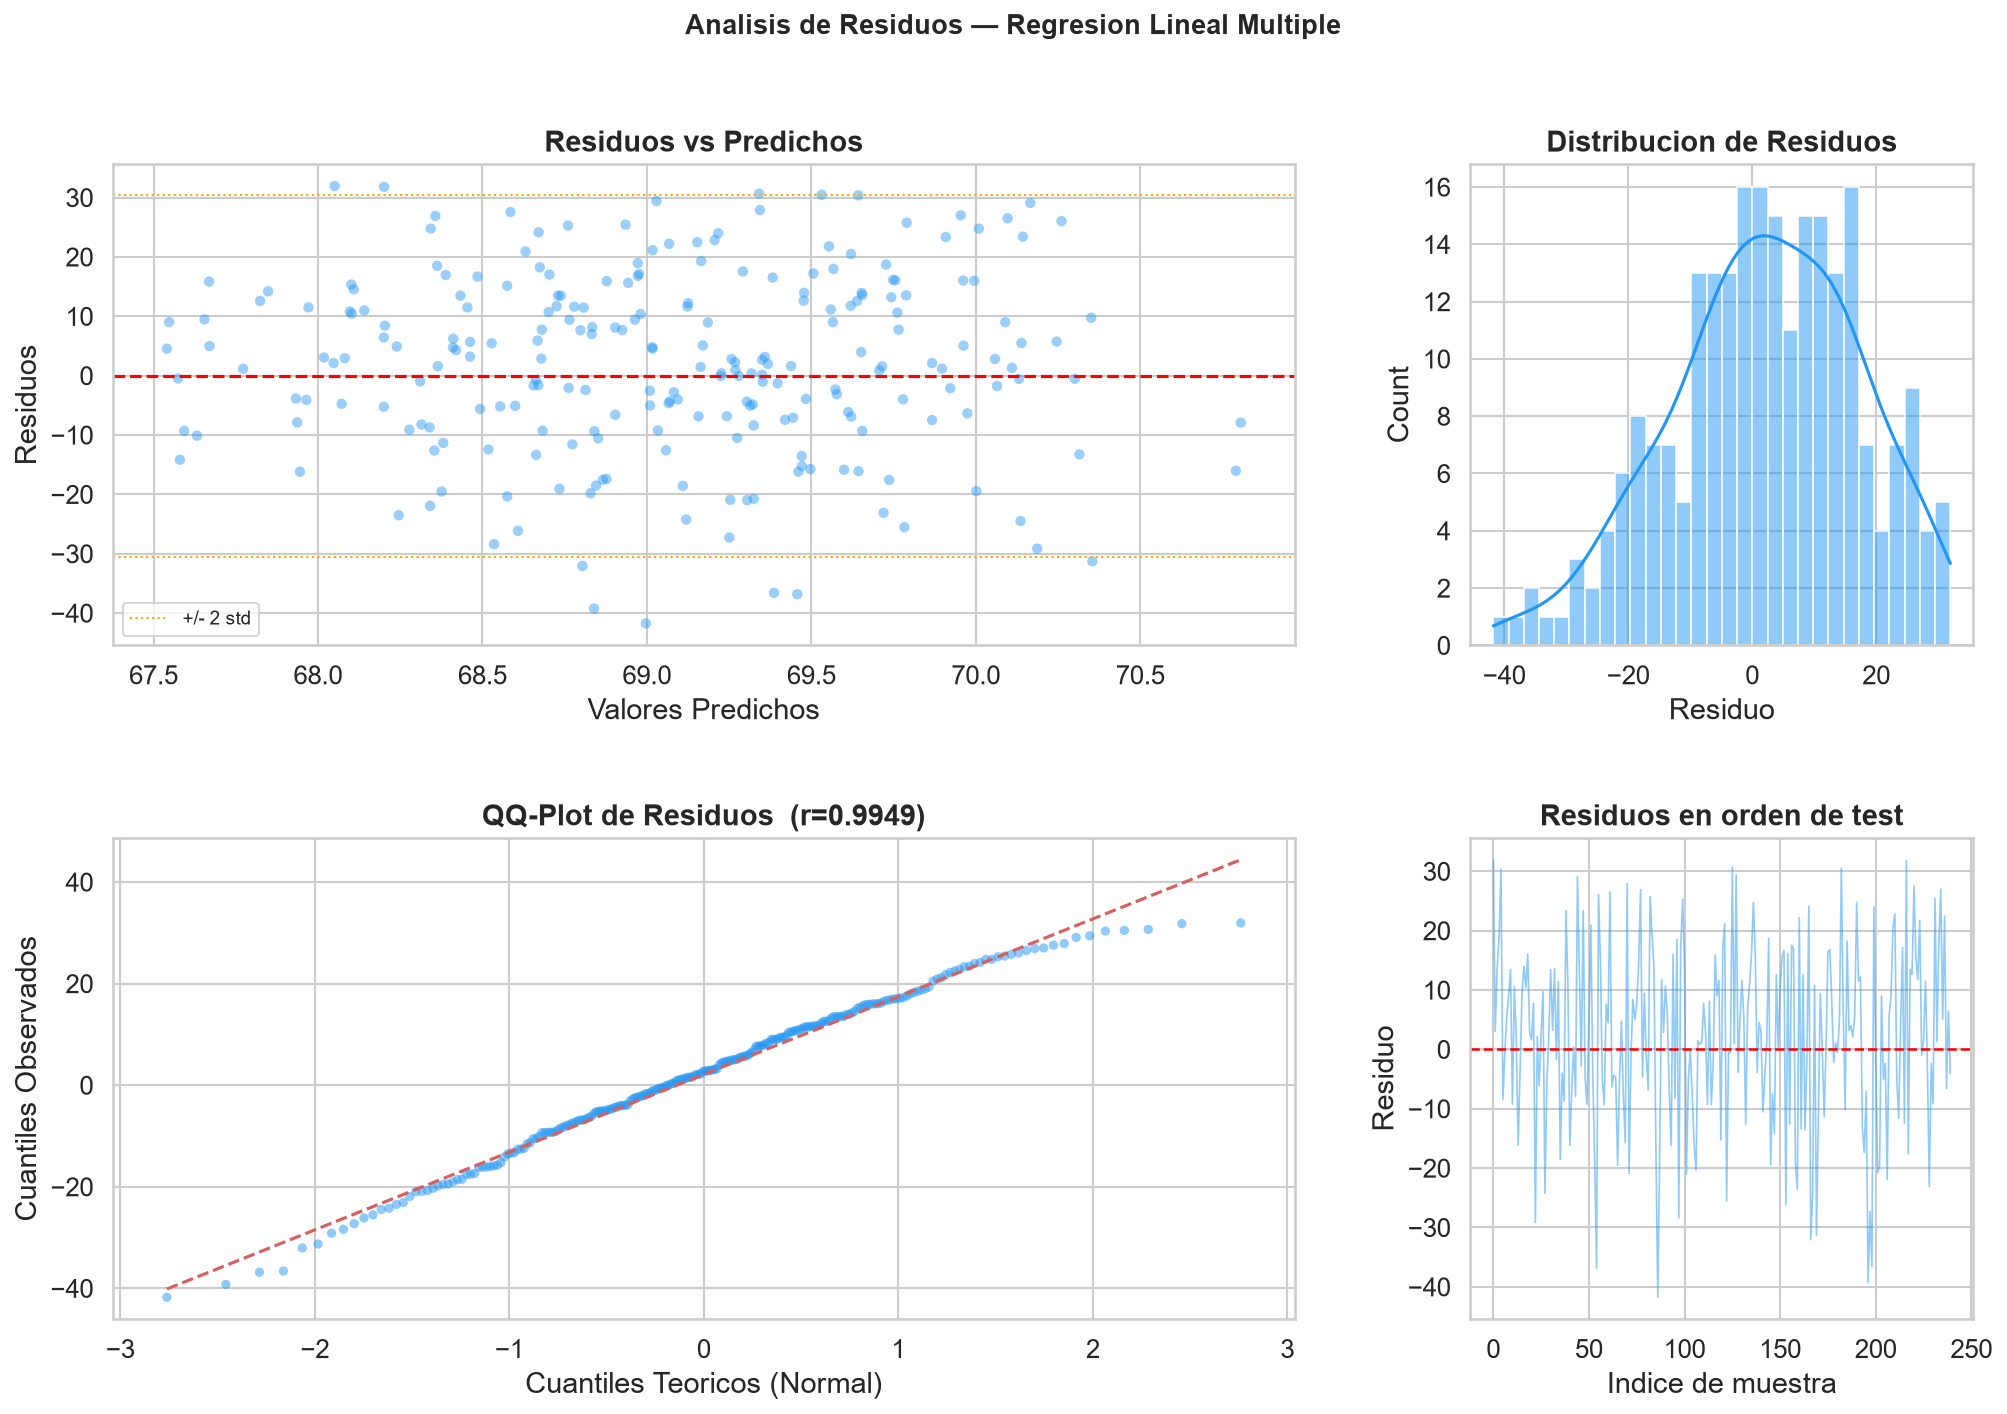 Analisis de Residuos — Regresion Lineal Multiple
Residuos vs Predichos
Residuos
30
20
10
0
−10
−20
−30
−40
+/- 2 std
67.5 68.0 68.5 69.0 69.5 70.0 70.5
Valores Predichos
Distribucion de Residuos
Count
16
14
12
10
8
6
4
2
0
−40 −20 0 20
Residuo
QQ-Plot de Residuos (r=0.9949)
Cuantiles Observados
40
20
0
−20
−40
−3 −2 −1 0 1 2 3
Cuantiles Teoricos (Normal)
Residuos en orden de test
Residuo
30
20
10
0
−10
−20
−30
−40
0 50 100 150 200 250
Indice de muestra